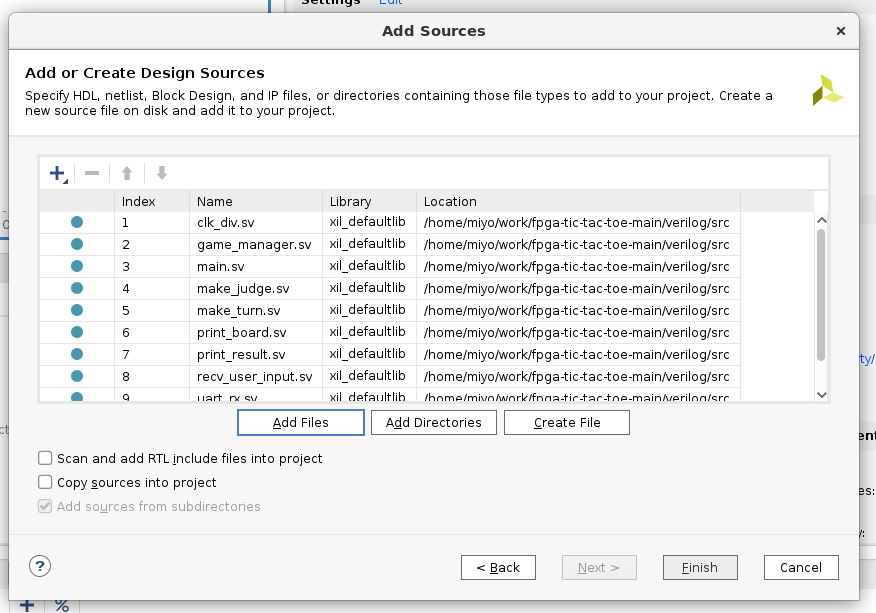 Settings Edit
Add Sources
Add or Create Design Sources
Specify HDL, netlist, Block Design, and IP files, or directories containing those file types to add to your project. Create a
new source file on disk and add it to your project.
Index Name Library Location
1 clk_div.sv xil_defaultlib /home/miyo/work/fpga-tic-tac-toe-main/verilog/src
2 game_manager.sv xil_defaultlib /home/miyo/work/fpga-tic-tac-toe-main/verilog/src
3 main.sv xil_defaultlib /home/miyo/work/fpga-tic-tac-toe-main/verilog/src
4 make_judge.sv xil_defaultlib /home/miyo/work/fpga-tic-tac-toe-main/verilog/src
5 make_turn.sv xil_defaultlib /home/miyo/work/fpga-tic-tac-toe-main/verilog/src
6 print_board.sv xil_defaultlib /home/miyo/work/fpga-tic-tac-toe-main/verilog/src
7 print_result.sv xil_defaultlib /home/miyo/work/fpga-tic-tac-toe-main/verilog/src
8 recv_user_input.sv xil_defaultlib /home/miyo/work/fpga-tic-tac-toe-main/verilog/src
9 uart_rx.sv xil_defaultlib /home/miyo/work/fpga-tic-tac-toe-main/verilog/src
Add Files Add Directories Create File
Scan and add RTL include files into project
Copy sources into project
Add sources from subdirectories
? < Back Next > Finish Cancel